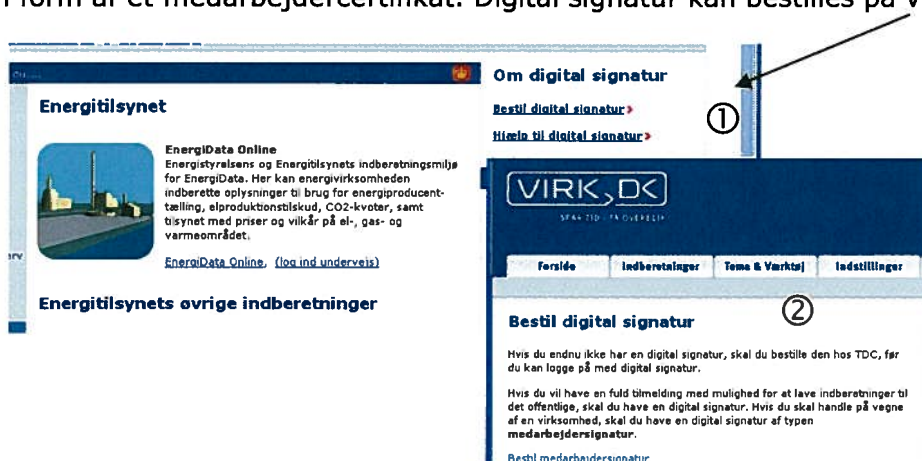 i form af et medarbejdercertifikat. Digital signatur kan bestilles på v
Energitilsynet
EnergiData Online
Energistyrelsens og Energitilsynets indberetningsmiljø
for EnergiData. Her kan energivirksomheden
indberette oplysninger til brug for energiproducent-
tælling, elproduktionstilskud, CO2-kvoter, samt
tilsynet med priser og vilkår på el-, gas- og
varmeområdet.
EnergiData Online, (log ind underveis)
Energitilsynets øvrige indberetninger
Om digital signatur
Bestil digital signatur
Hjælp til digital signatur
①
VIRK.DK
SPAR TID - FÅ OVERBLIK
Forside Indberetninger Tema & Værktøj Indstillinger
②
Bestil digital signatur
Hvis du endnu ikke har en digital signatur, skal du bestille den hos TDC, før
du kan logge på med digital signatur.
Hvis du vil have en fuld tilmelding med mulighed for at lave indberetninger til
det offentlige, skal du have en digital signatur. Hvis du skal handle på vegne
af en virksomhed, skal du have en digital signatur af typen
medarbejdersignatur.
Bestil medarbejdersignatur